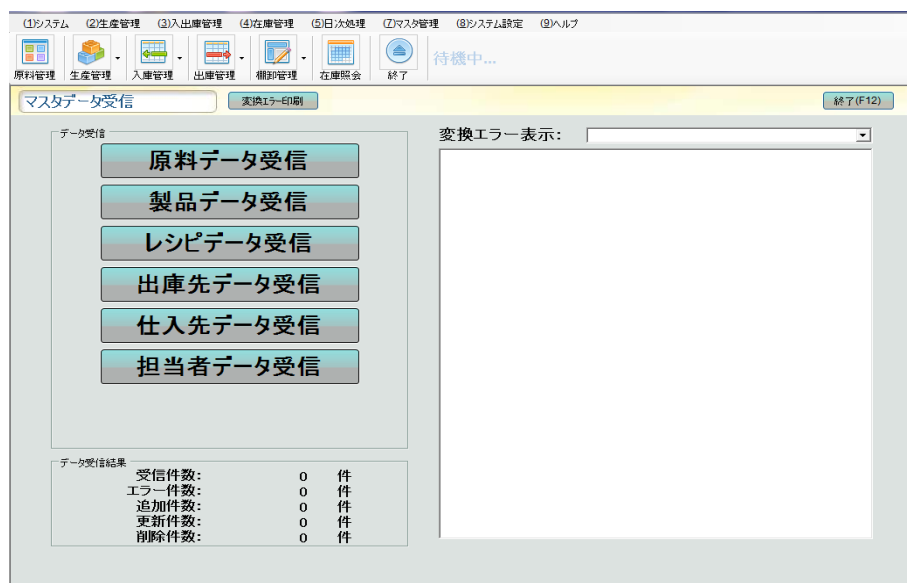 (1)システム (2)生産管理 (3)入出庫管理 (4)在庫管理 (5)日次処理 (7)マスタ管理 (8)システム設定 (9)ヘルプ
原料管理 生産管理 入庫管理 出庫管理 棚卸管理 在庫照会 終了 待機中...
マスタデータ受信 変換エラー印刷 終了(F12)
データ受信
原料データ受信
製品データ受信
レシピデータ受信
出庫先データ受信
仕入先データ受信
担当者データ受信
変換エラー表示:
データ受信結果
受信件数: 0 件
エラー件数: 0 件
追加件数: 0 件
更新件数: 0 件
削除件数: 0 件